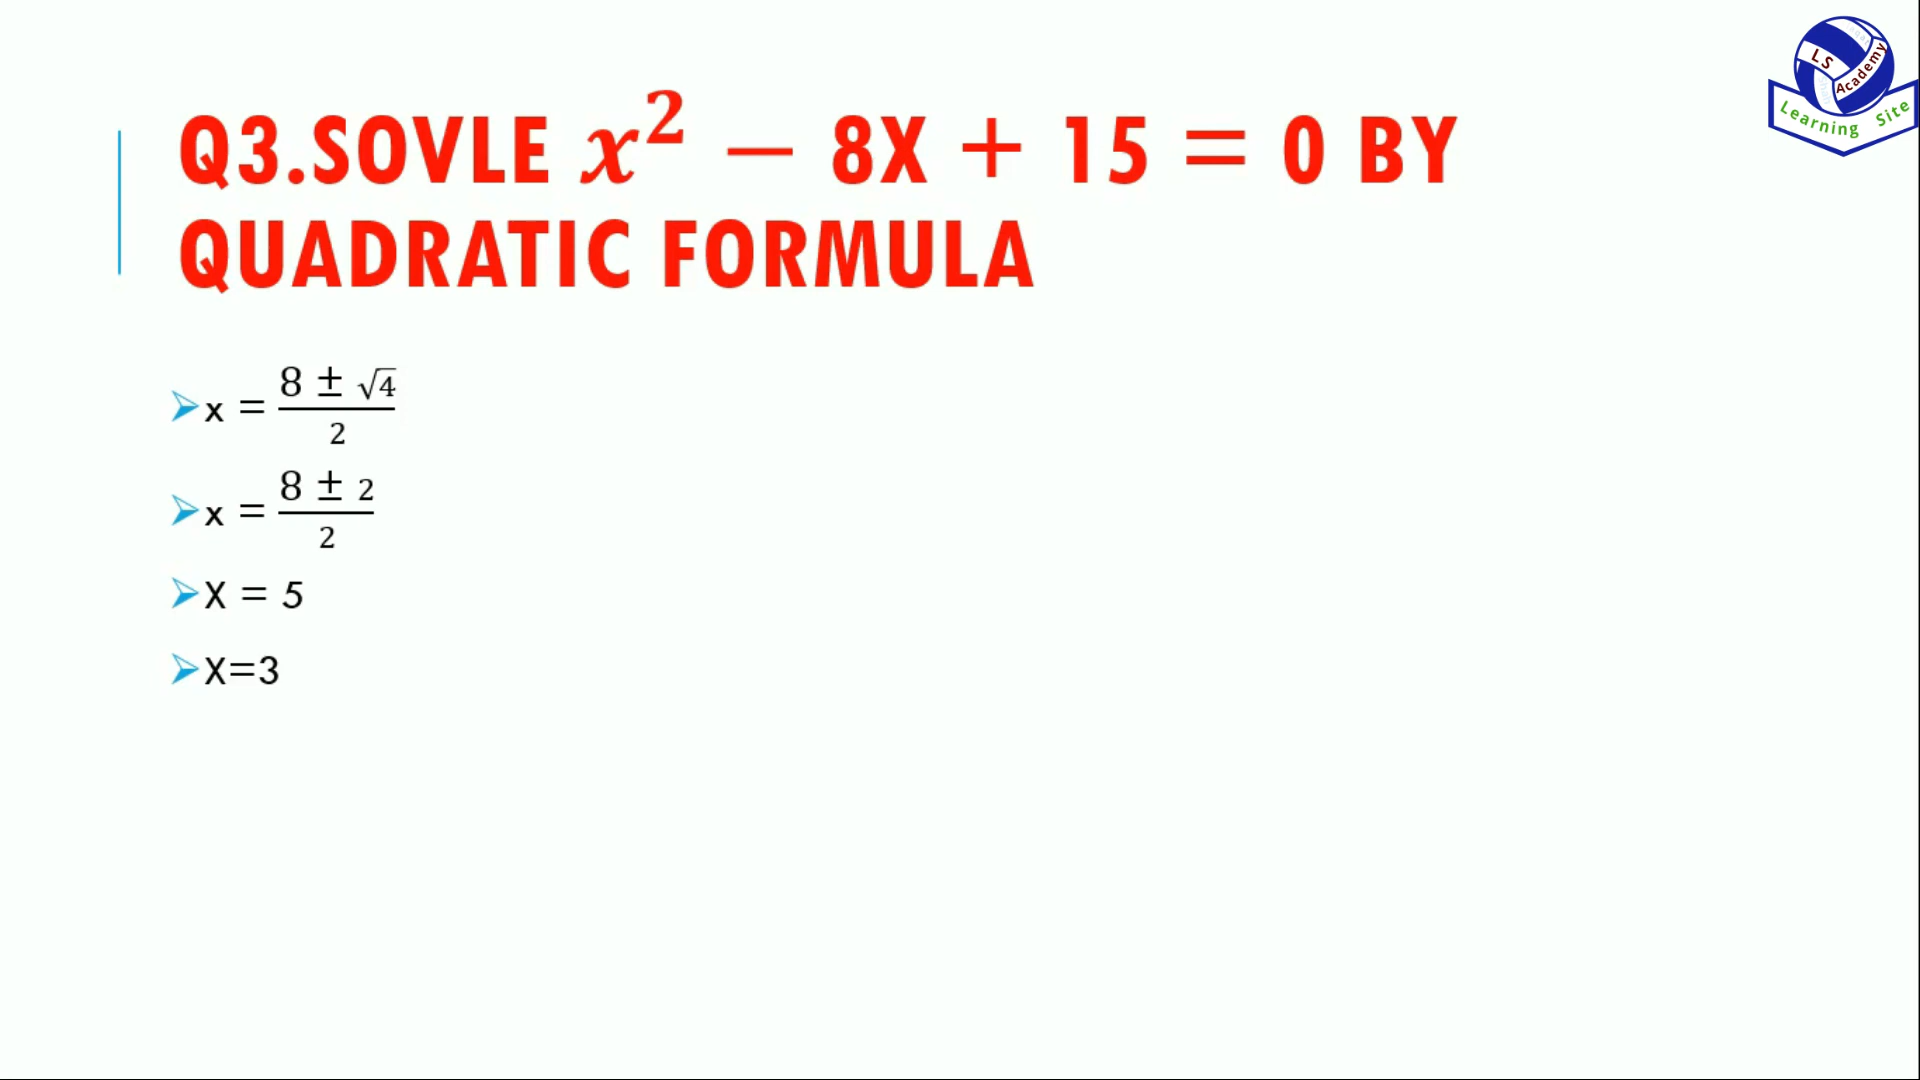 LS Academy
Learning Site
Q3.SOVLE x² – 8X + 15 = 0 BY
QUADRATIC FORMULA
x = (8 ± √4)/2
x = (8 ± 2)/2
X = 5
X=3